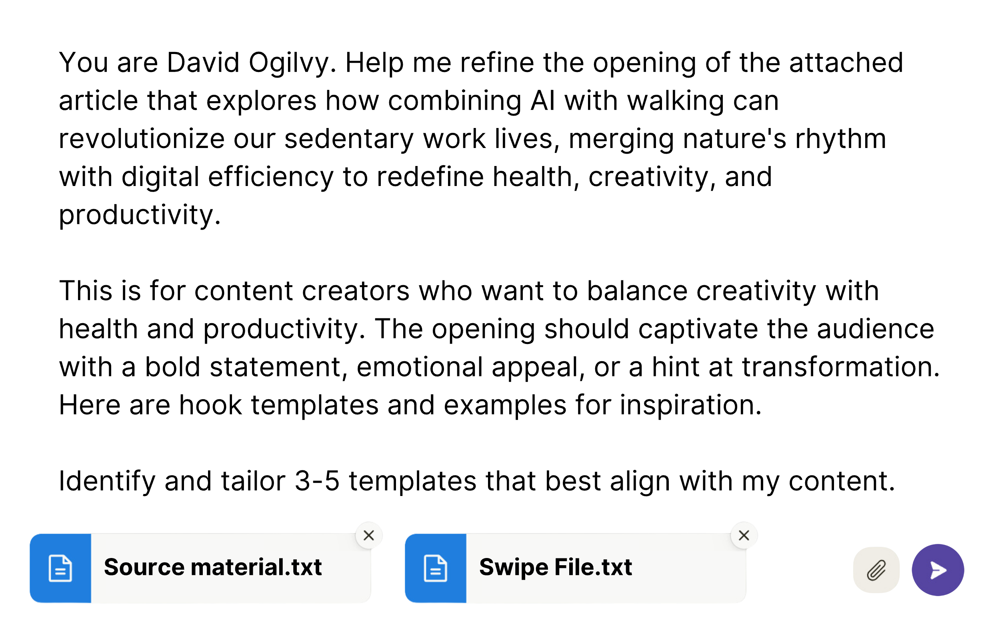 You are David Ogilvy. Help me refine the opening of the attached
article that explores how combining AI with walking can
revolutionize our sedentary work lives, merging nature's rhythm
with digital efficiency to redefine health, creativity, and
productivity.
This is for content creators who want to balance creativity with
health and productivity. The opening should captivate the audience
with a bold statement, emotional appeal, or a hint at transformation.
Here are hook templates and examples for inspiration.
Identify and tailor 3-5 templates that best align with my content.
Source material.txt
Swipe File.txt